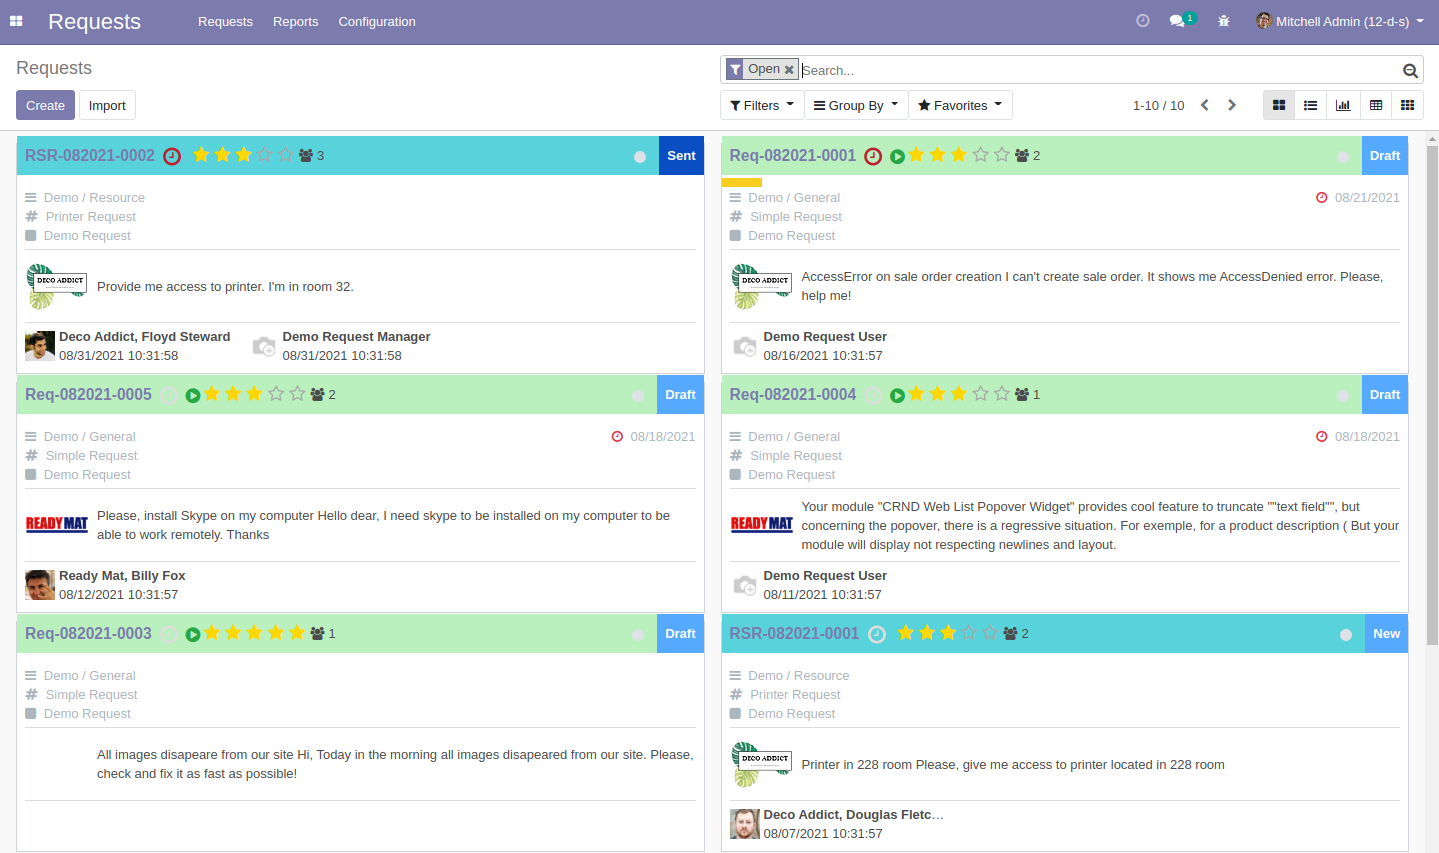 Requests
Requests
Reports
Configuration
1
Mitchell Admin (12-d-s)
Requests
Open
Search...
Create
Import
Filters
Group By
Favorites
1-10 / 10
RSR-082021-0002
3
Sent
Demo / Resource
# Printer Request
Demo Request
DECO ADDICT
Provide me access to printer. I'm in room 32.
Deco Addict, Floyd Steward
08/31/2021 10:31:58
Demo Request Manager
08/31/2021 10:31:58
Req-082021-0001
2
Draft
Demo / General
08/21/2021
# Simple Request
Demo Request
DECO ADDICT
AccessError on sale order creation I can't create sale order. It shows me AccessDenied error. Please,
help me!
Demo Request User
08/16/2021 10:31:57
Req-082021-0005
2
Draft
Demo / General
08/18/2021
# Simple Request
Demo Request
READY MAT
Please, install Skype on my computer Hello dear, I need skype to be installed on my computer to be
able to work remotely. Thanks
Ready Mat, Billy Fox
08/12/2021 10:31:57
Req-082021-0004
1
Draft
Demo / General
08/18/2021
# Simple Request
Demo Request
READY MAT
Your module "CRND Web List Popover Widget" provides cool feature to truncate ""text field"", but
concerning the popover, there is a regressive situation. For exemple, for a product description ( But your
module will display not respecting newlines and layout.
Demo Request User
08/11/2021 10:31:57
Req-082021-0003
1
Draft
Demo / General
# Simple Request
Demo Request
All images disapeare from our site Hi, Today in the morning all images disapeared from our site. Please,
check and fix it as fast as possible!
RSR-082021-0001
2
New
Demo / Resource
# Printer Request
Demo Request
DECO ADDICT
Printer in 228 room Please, give me access to printer located in 228 room
Deco Addict, Douglas Fletc…
08/07/2021 10:31:57